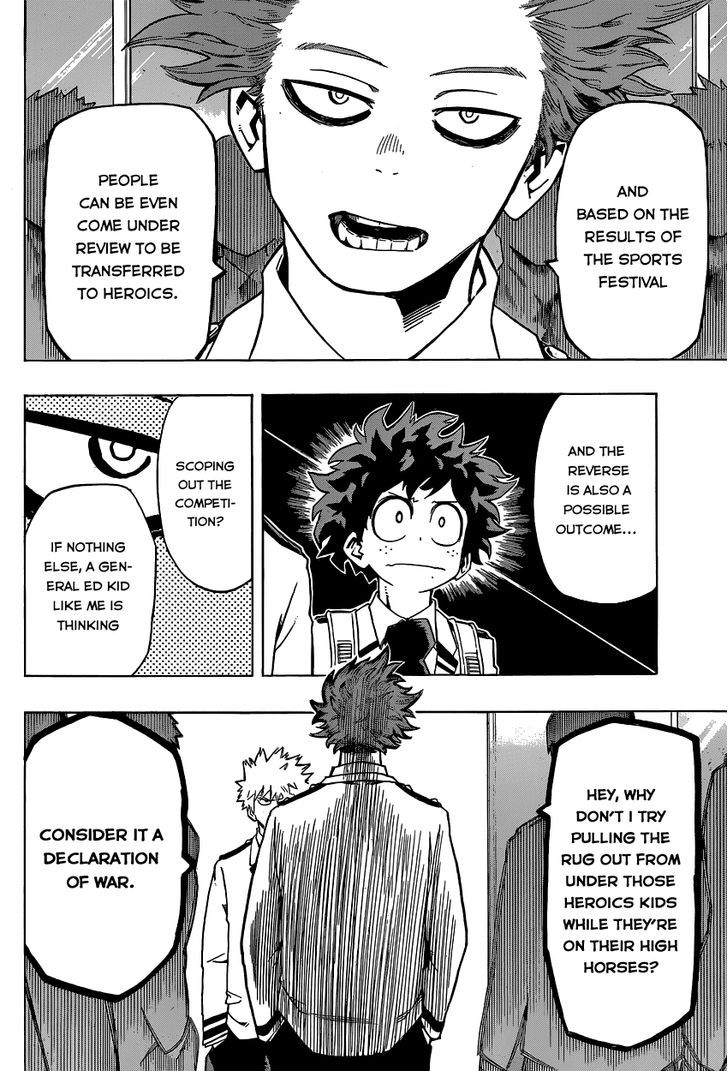 AND
BASED ON THE
RESULTS OF
THE SPORTS
FESTIVAL
PEOPLE
CAN BE EVEN
COME UNDER
REVIEW TO BE
TRANSFERRED
TO HEROICS.
AND THE
REVERSE
IS ALSO A
POSSIBLE
OUTCOME...
SCOPING
OUT THE
COMPETI-
TION?
IF NOTHING
ELSE, A GEN-
ERAL ED KID
LIKE ME IS
THINKING
HEY, WHY
DON'T I TRY
PULLING THE
RUG OUT FROM
UNDER THOSE
HEROICS KIDS
WHILE THEY'RE
ON THEIR HIGH
HORSES?
CONSIDER IT A
DECLARATION
OF WAR.